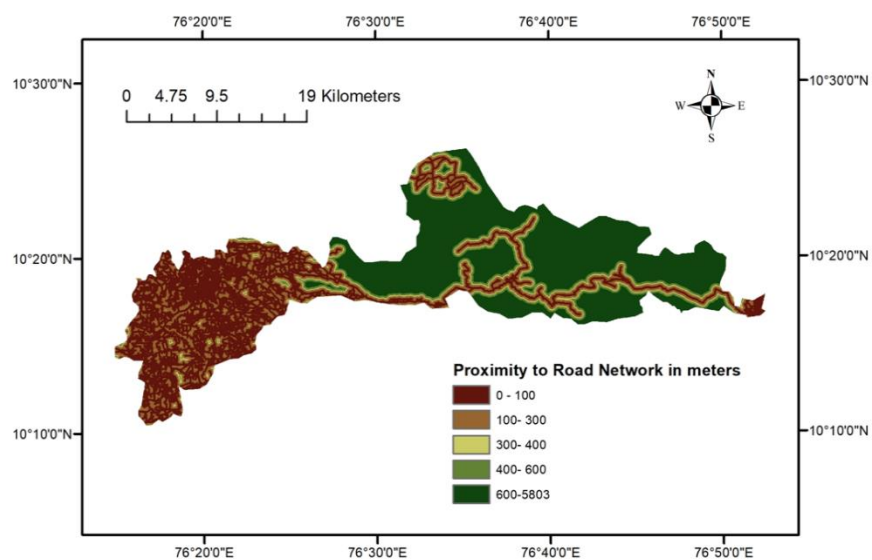 76°20'0"E 76°30'0"E 76°40'0"E 76°50'0"E
10°30'0"N 10°30'0"N
0 4.75 9.5 19 Kilometers
N
W E
S
10°20'0"N 10°20'0"N
Proximity to Road Network in meters
0 - 100
100- 300
300- 400
400- 600
600-5803
10°10'0"N 10°10'0"N
76°20'0"E 76°30'0"E 76°40'0"E 76°50'0"E